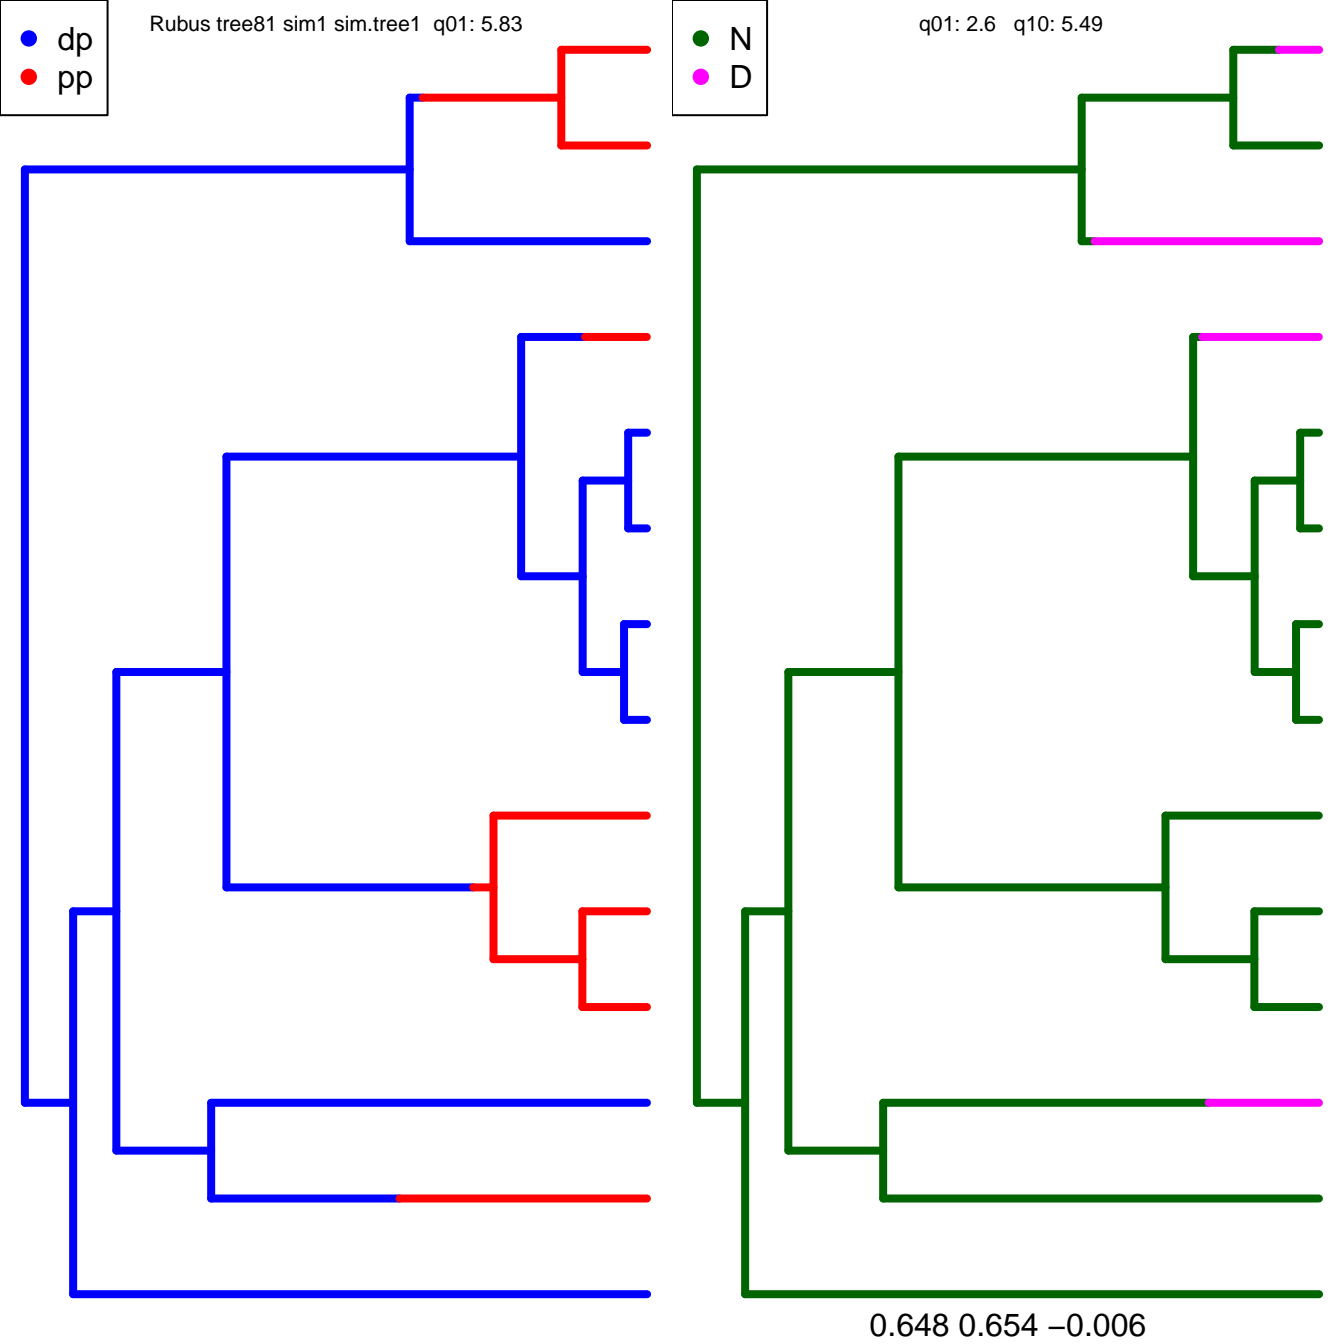 dp
pp
Rubus tree81 sim1 sim.tree1 q01: 5.83
N
D
q01: 2.6 q10: 5.49
0.648 0.654 −0.006